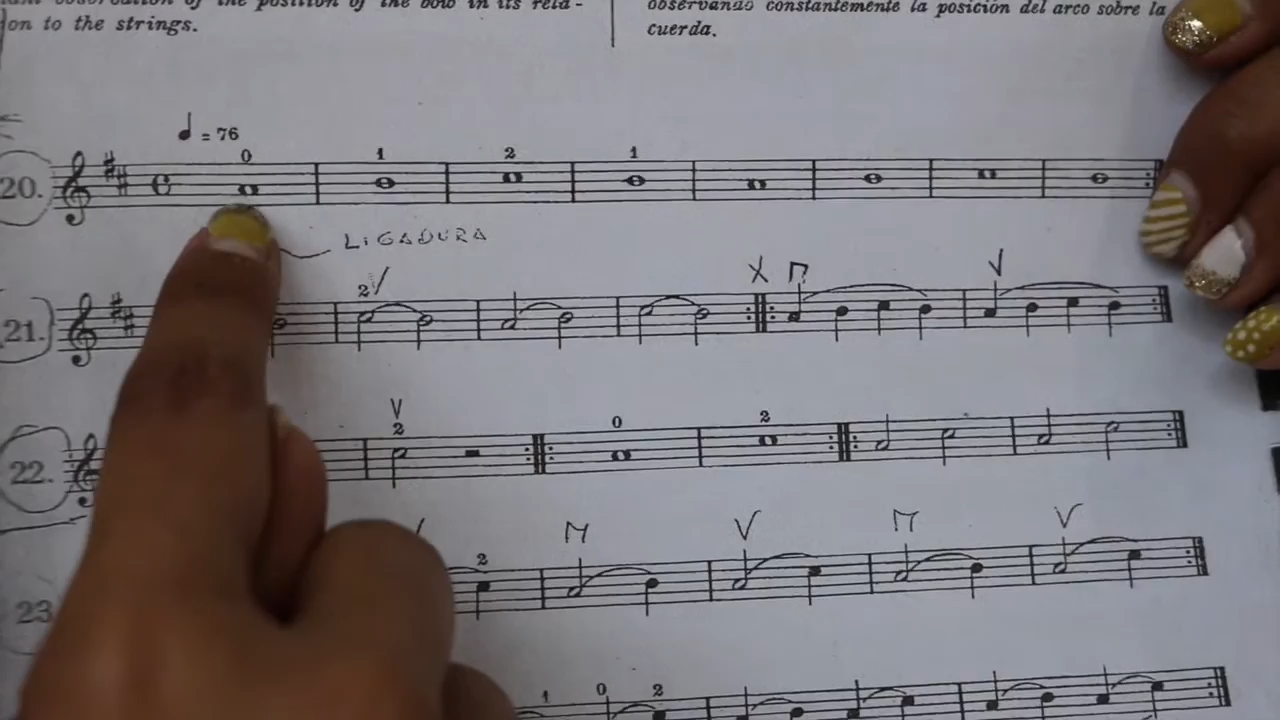 on to the strings.
observando constantemente la posición del arco sobre la
cuerda.
= 76
20.
0 1 2 1
LIGADURA
X
21.
2
2
22.
0 2
2
23
1 0 2